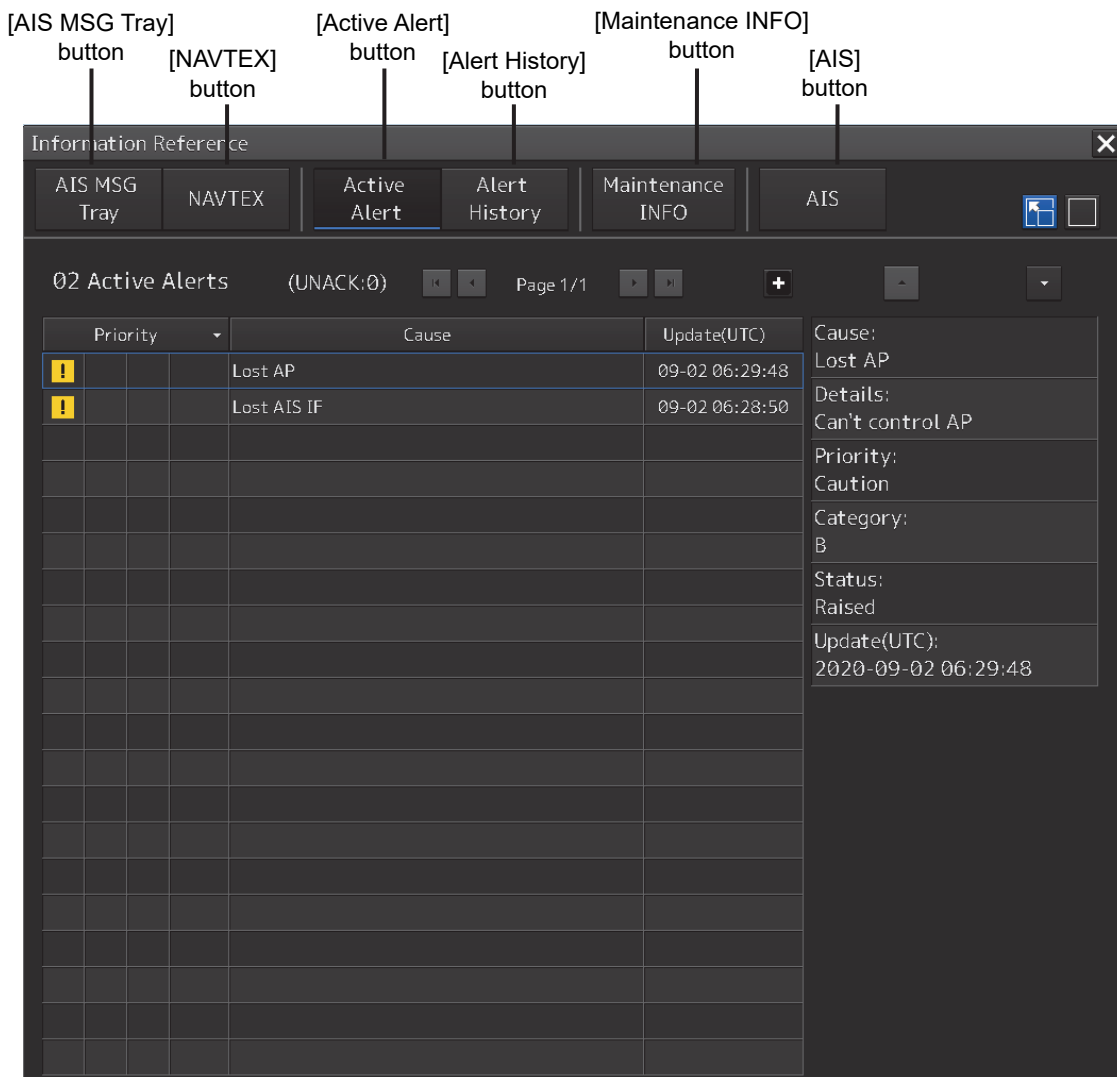 [AIS MSG Tray]
button
[NAVTEX]
button
[Active Alert]
button
[Alert History]
button
[Maintenance INFO]
button
[AIS]
button
Information Reference
AIS MSG
Tray
NAVTEX
Active
Alert
Alert
History
Maintenance
INFO
AIS
02 Active Alerts (UNACK:0) Page 1/1
Priority Cause Update(UTC)
! Lost AP 09-02 06:29:48
! Lost AIS IF 09-02 06:28:50
Cause:
Lost AP
Details:
Can't control AP
Priority:
Caution
Category:
B
Status:
Raised
Update(UTC):
2020-09-02 06:29:48